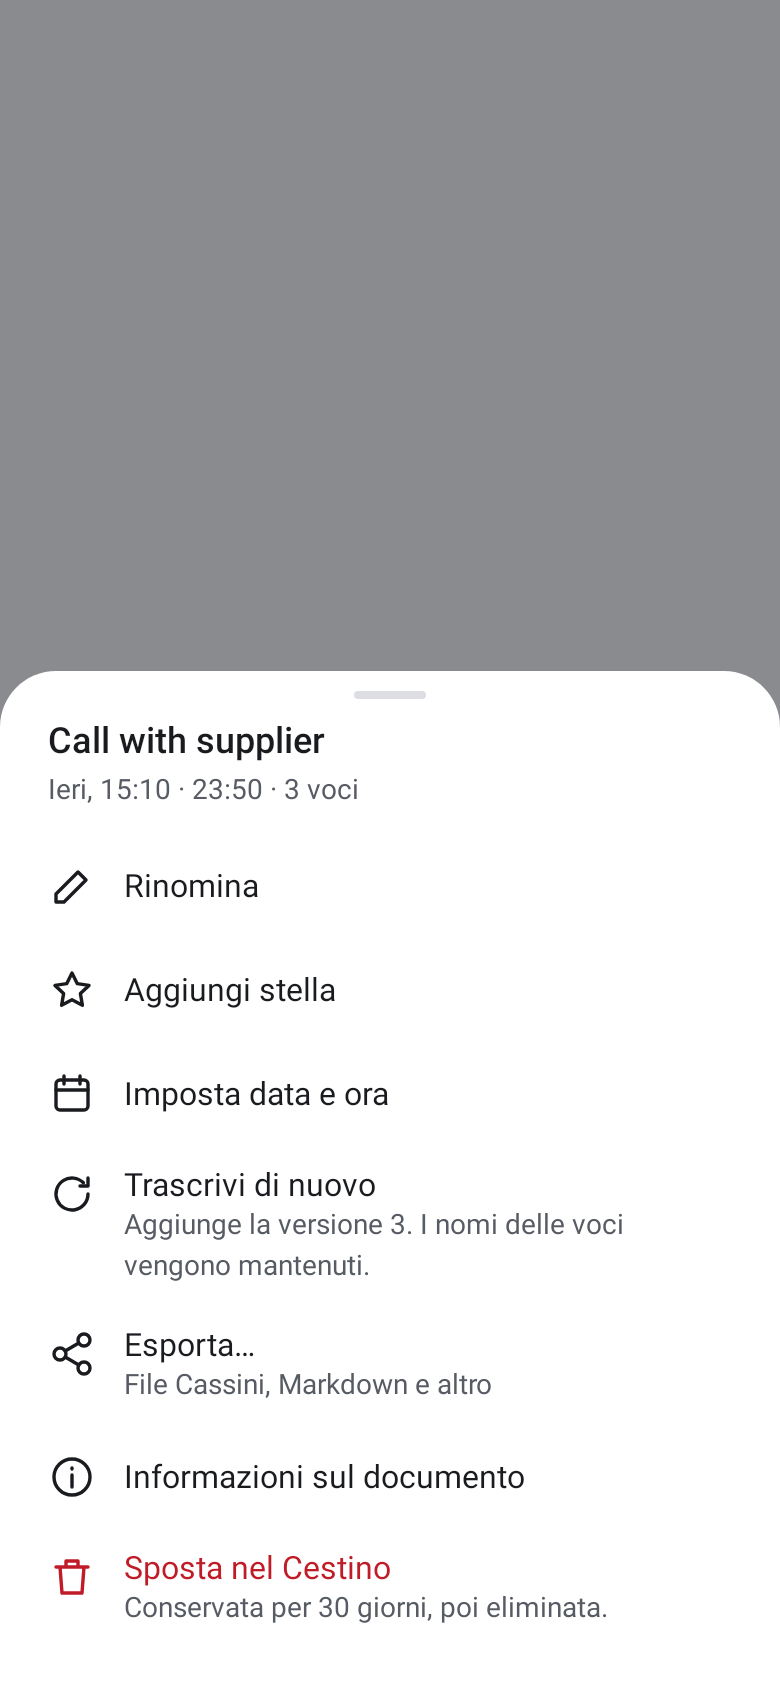 Call with supplier
Ieri, 15:10 · 23:50 · 3 voci
Rinomina
Aggiungi stella
Imposta data e ora
Trascrivi di nuovo
Aggiunge la versione 3. I nomi delle voci
vengono mantenuti.
Esporta…
File Cassini, Markdown e altro
Informazioni sul documento
Sposta nel Cestino
Conservata per 30 giorni, poi eliminata.